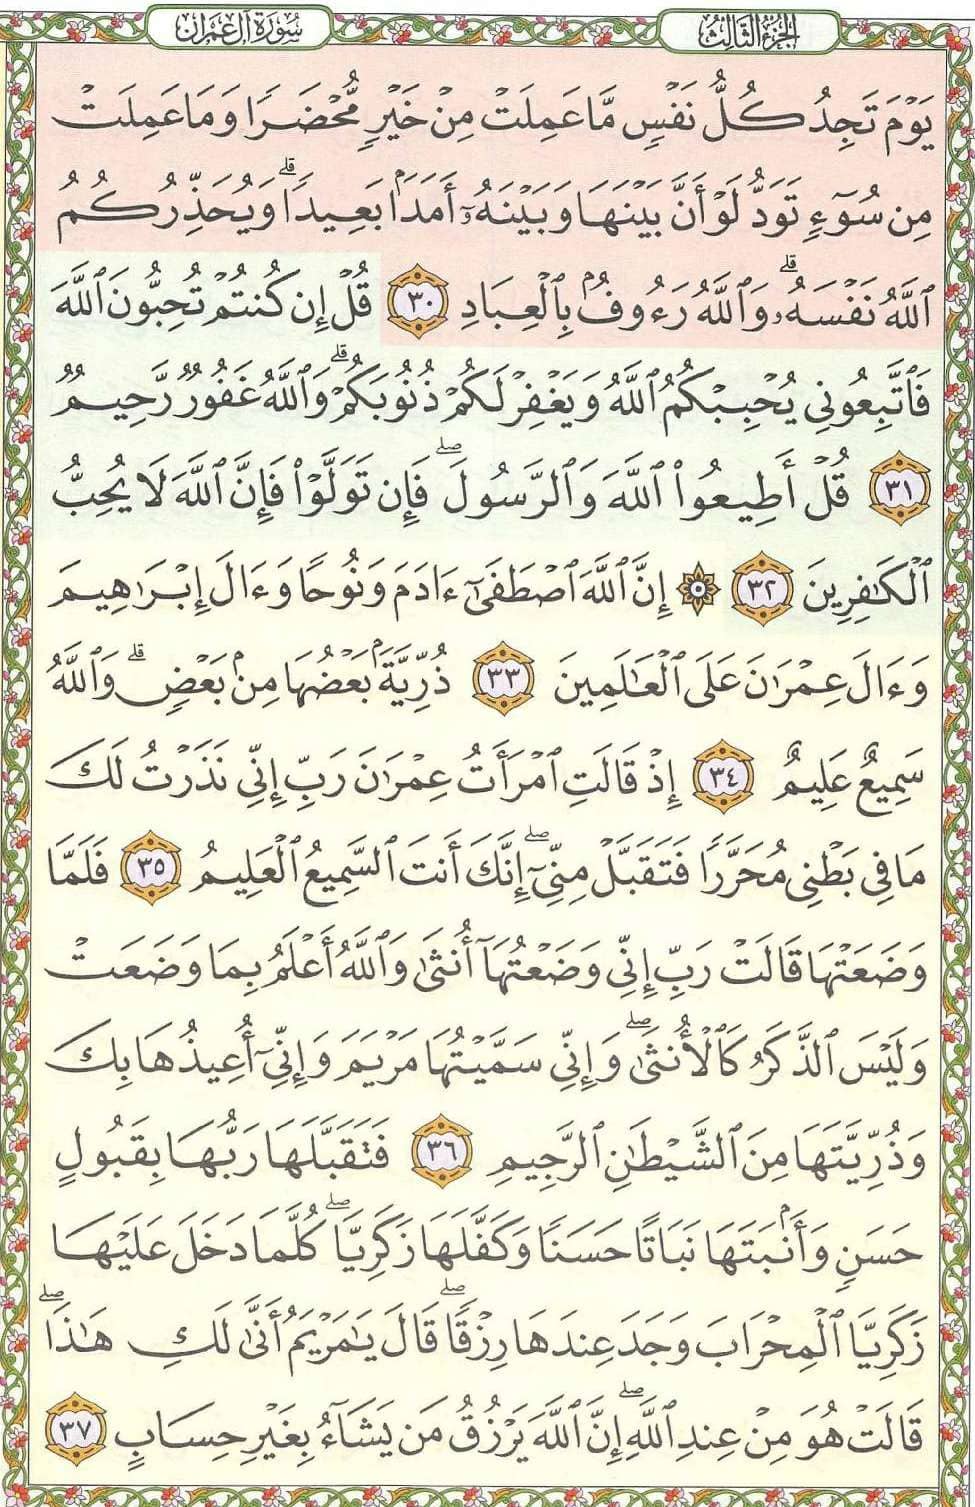 الجزء الثالث
سورة آل عمران
يَوْمَ تَجِدُ كُلُّ نَفْسٍ مَّا عَمِلَتْ مِنْ خَيْرٍ مُّحْضَرًا وَمَا عَمِلَتْ
مِن سُوٓءٍ تَوَدُّ لَوْ أَنَّ بَيْنَهَا وَبَيْنَهُۥٓ أَمَدَۢا بَعِيدًاۗ وَيُحَذِّرُكُمُ
ٱللَّهُ نَفْسَهُۥۗ وَٱللَّهُ رَءُوفُۢ بِٱلْعِبَادِ ٣٠ قُلْ إِن كُنتُمْ تُحِبُّونَ ٱللَّهَ
فَٱتَّبِعُونِى يُحْبِبْكُمُ ٱللَّهُ وَيَغْفِرْ لَكُمْ ذُنُوبَكُمْۗ وَٱللَّهُ غَفُورٌ رَّحِيمٌ
٣١ قُلْ أَطِيعُوا۟ ٱللَّهَ وَٱلرَّسُولَۖ فَإِن تَوَلَّوْا۟ فَإِنَّ ٱللَّهَ لَا يُحِبُّ
ٱلْكَٰفِرِينَ ٣٢ ۞ إِنَّ ٱللَّهَ ٱصْطَفَىٰٓ ءَادَمَ وَنُوحًا وَءَالَ إِبْرَٰهِيمَ
وَءَالَ عِمْرَٰنَ عَلَى ٱلْعَٰلَمِينَ ٣٣ ذُرِّيَّةَۢ بَعْضُهَا مِنۢ بَعْضٍۗ وَٱللَّهُ
سَمِيعٌ عَلِيمٌ ٣٤ إِذْ قَالَتِ ٱمْرَأَتُ عِمْرَٰنَ رَبِّ إِنِّى نَذَرْتُ لَكَ
مَا فِى بَطْنِى مُحَرَّرًا فَتَقَبَّلْ مِنِّىٓۖ إِنَّكَ أَنتَ ٱلسَّمِيعُ ٱلْعَلِيمُ ٣٥ فَلَمَّا
وَضَعَتْهَا قَالَتْ رَبِّ إِنِّى وَضَعْتُهَآ أُنثَىٰ وَٱللَّهُ أَعْلَمُ بِمَا وَضَعَتْ
وَلَيْسَ ٱلذَّكَرُ كَٱلْأُنثَىٰۖ وَإِنِّى سَمَّيْتُهَا مَرْيَمَ وَإِنِّىٓ أُعِيذُهَا بِكَ
وَذُرِّيَّتَهَا مِنَ ٱلشَّيْطَٰنِ ٱلرَّجِيمِ ٣٦ فَتَقَبَّلَهَا رَبُّهَا بِقَبُولٍ
حَسَنٍ وَأَنۢبَتَهَا نَبَاتًا حَسَنًا وَكَفَّلَهَا زَكَرِيَّاۖ كُلَّمَا دَخَلَ عَلَيْهَا
زَكَرِيَّا ٱلْمِحْرَابَ وَجَدَ عِندَهَا رِزْقًاۖ قَالَ يَٰمَرْيَمُ أَنَّىٰ لَكِ هَٰذَاۖ
قَالَتْ هُوَ مِنْ عِندِ ٱللَّهِۖ إِنَّ ٱللَّهَ يَرْزُقُ مَن يَشَآءُ بِغَيْرِ حِسَابٍ ٣٧